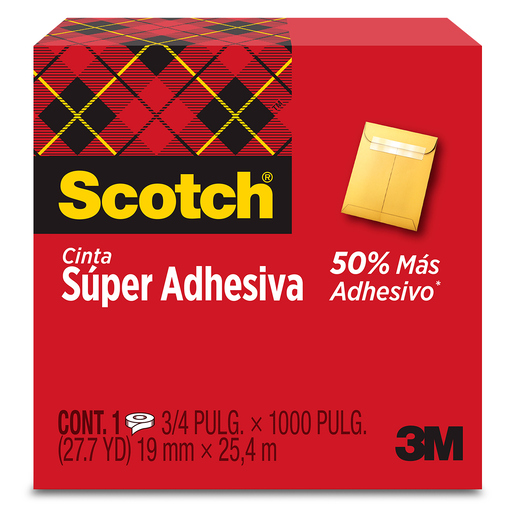 Scotch®
™
Cinta
Súper Adhesiva
50% Más
Adhesivo*
CONT. 1 3/4 PULG. × 1000 PULG.
(27.7 YD) 19 mm × 25,4 m
3M